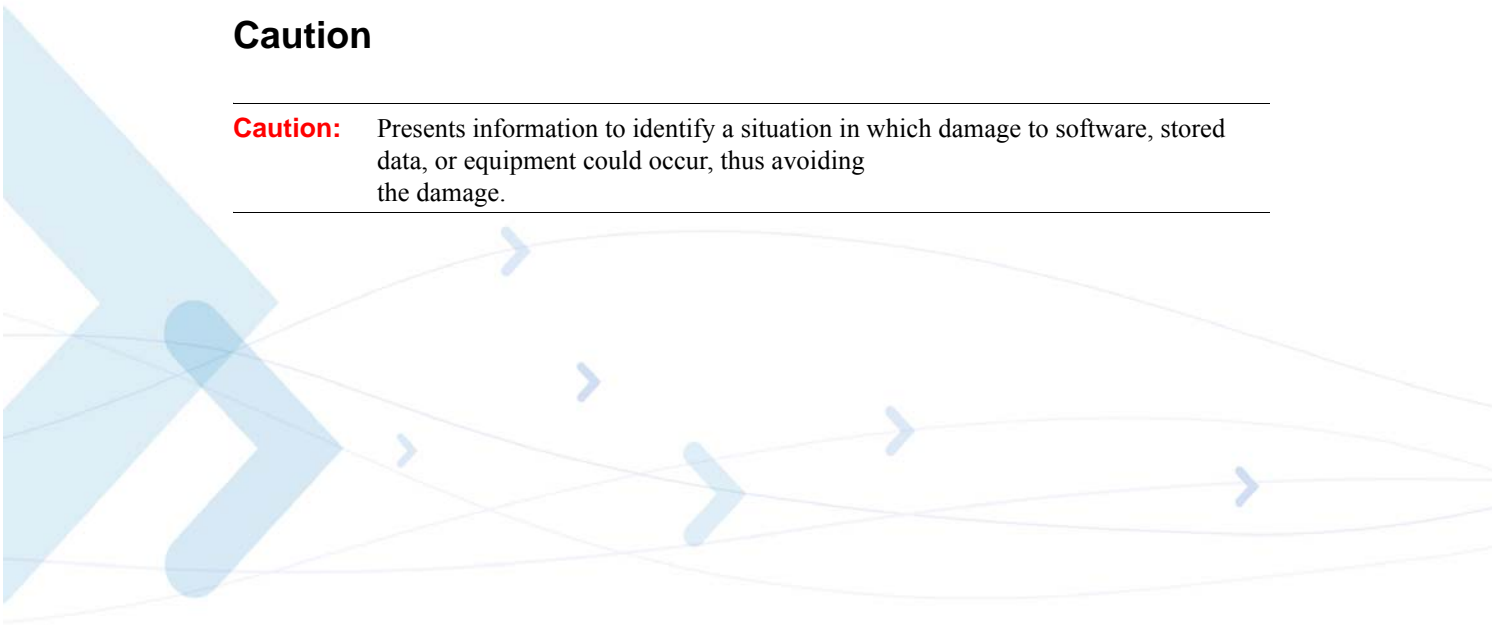 Caution
Caution: Presents information to identify a situation in which damage to software, stored
data, or equipment could occur, thus avoiding
the damage.